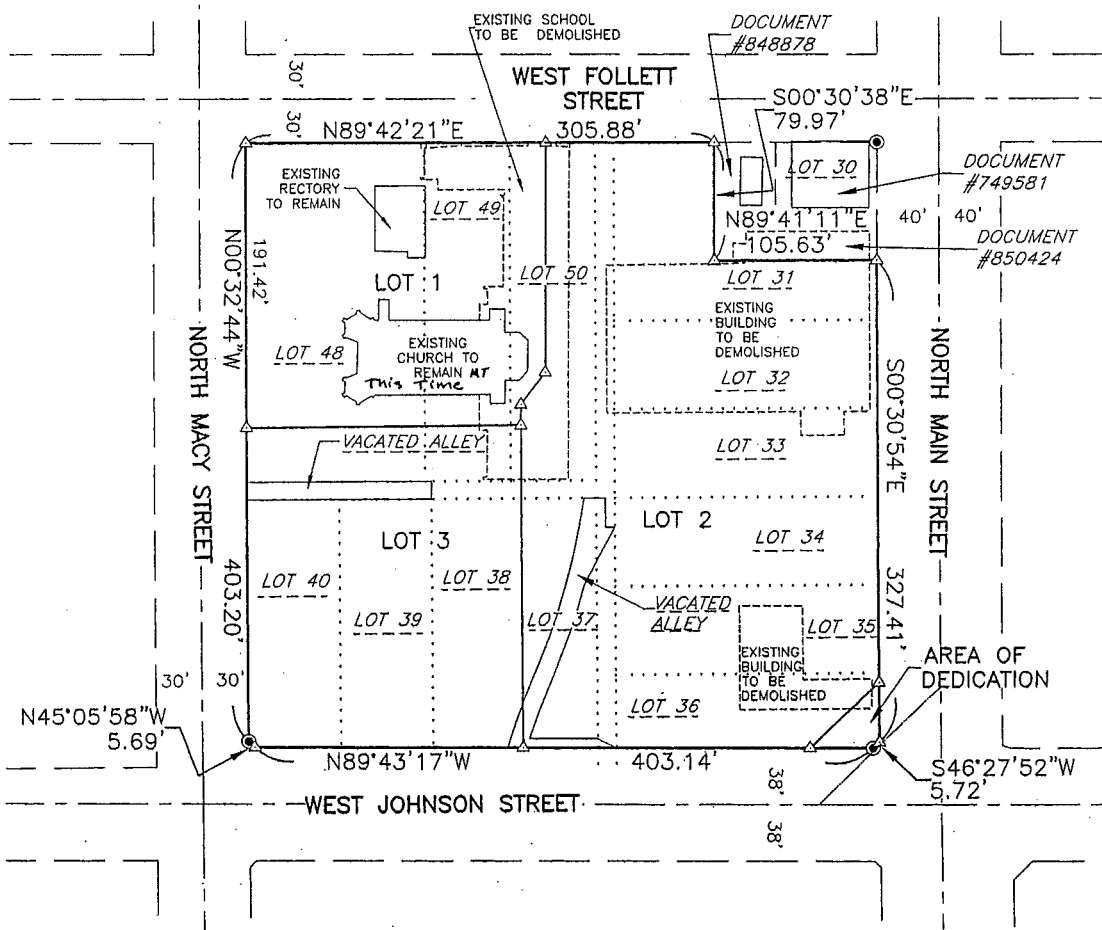 EXISTING SCHOOL
TO BE DEMOLISHED
DOCUMENT
#848878
WEST FOLLETT
STREET
30'
30'
S00°30'38"E
79.97'
N89°42'21"E
305.88'
EXISTING
RECTORY
TO REMAIN
LOT 49
LOT 30
DOCUMENT
#749581
N89°41'11"E
105.63'
40'
40'
DOCUMENT
#850424
N00°32'44"W
191.42'
LOT 1
LOT 50
LOT 31
EXISTING
BUILDING
TO BE
DEMOLISHED
LOT 48
EXISTING
CHURCH TO
REMAIN AT
This Time
LOT 32
NORTH MACY STREET
S00°30'54"E
NORTH MAIN STREET
VACATED ALLEY
LOT 33
LOT 3
LOT 2
LOT 34
403.20'
LOT 40
LOT 38
327.41'
LOT 39
LOT 37
VACATED
ALLEY
LOT 35
EXISTING
BUILDING
TO BE
DEMOLISHED
AREA OF
DEDICATION
30'
30'
LOT 36
N45°05'58"W
5.69'
N89°43'17"W
403.14'
S46°27'52"W
5.72'
38'
38'
WEST JOHNSON STREET